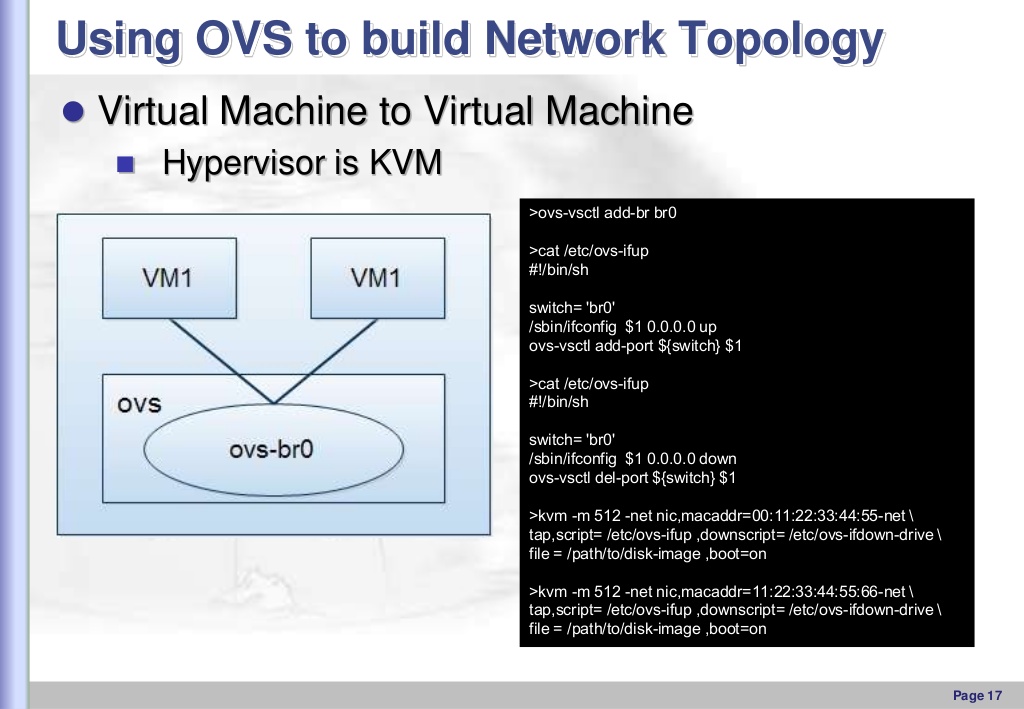 Using OVS to build Network Topology
Virtual Machine to Virtual Machine
Hypervisor is KVM
VM1
VM1
ovs
ovs-br0
>ovs-vsctl add-br br0
>cat /etc/ovs-ifup
#!/bin/sh
switch= 'br0'
/sbin/ifconfig $1 0.0.0.0 up
ovs-vsctl add-port ${switch} $1
>cat /etc/ovs-ifup
#!/bin/sh
switch= 'br0'
/sbin/ifconfig $1 0.0.0.0 down
ovs-vsctl del-port ${switch} $1
>kvm -m 512 -net nic,macaddr=00:11:22:33:44:55-net \
tap,script= /etc/ovs-ifup ,downscript= /etc/ovs-ifdown-drive \
file = /path/to/disk-image ,boot=on
>kvm -m 512 -net nic,macaddr=11:22:33:44:55:66-net \
tap,script= /etc/ovs-ifup ,downscript= /etc/ovs-ifdown-drive \
file = /path/to/disk-image ,boot=on
Page 17